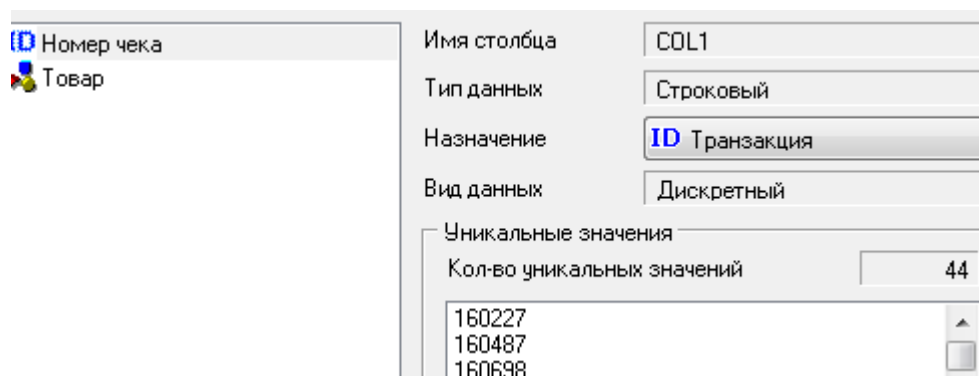 ID Номер чека
Товар
Имя столбца COL1
Тип данных Строковый
Назначение ID Транзакция
Вид данных Дискретный
Уникальные значения
Кол-во уникальных значений 44
160227
160487
160698